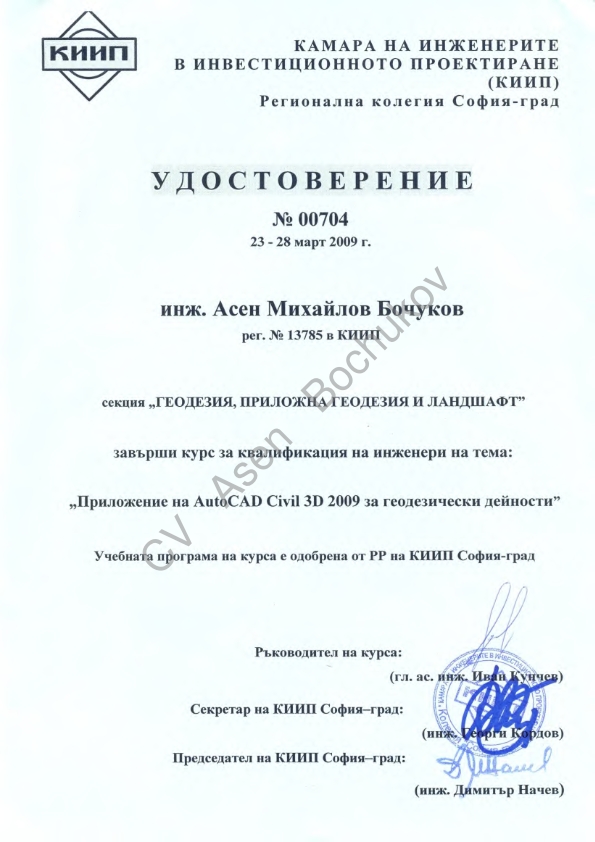 КИИП
КАМАРА НА ИНЖЕНЕРИТЕ
В ИНВЕСТИЦИОННОТО ПРОЕКТИРАНЕ
(КИИП)
Регионална колегия София-град
УДОСТОВЕРЕНИЕ
№ 00704
23 - 28 март 2009 г.
инж. Асен Михайлов Бочуков
рег. № 13785 в КИИП
секция „ГЕОДЕЗИЯ, ПРИЛОЖНА ГЕОДЕЗИЯ И ЛАНДШАФТ”
завърши курс за квалификация на инженери на тема:
„Приложение на AutoCAD Civil 3D 2009 за геодезически дейности”
Учебната програма на курса е одобрена от РР на КИИП София-град
CV Asen Bochukov
Ръководител на курса:
(гл. ас. инж. Иван Кунчев)
Секретар на КИИП София–град:
(инж. Георги Кордов)
Председател на КИИП София–град:
(инж. Димитър Начев)